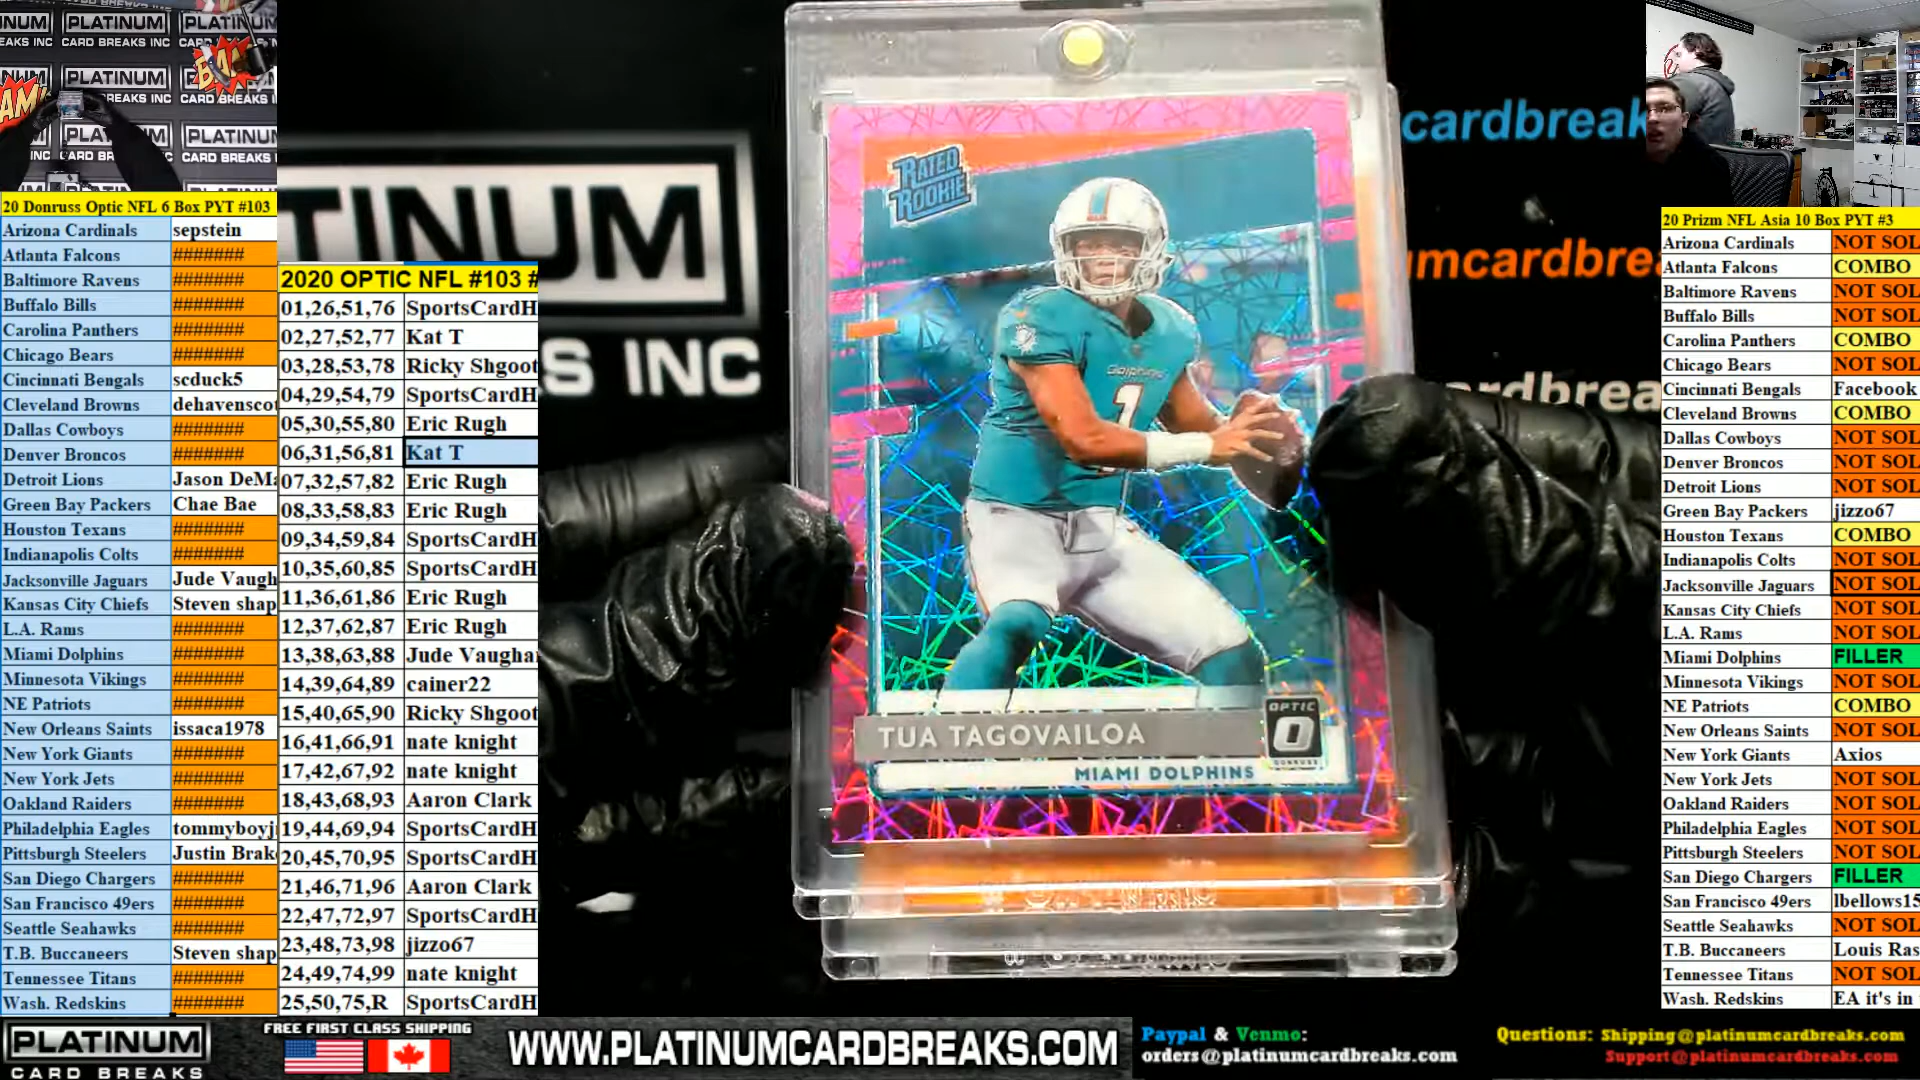 PLATINUM
CARD BREAKS INC
BAM!
20 Donruss Optic NFL 6 Box PYT #103
Arizona Cardinals sepstein
Atlanta Falcons #######
Baltimore Ravens #######
Buffalo Bills #######
Carolina Panthers #######
Chicago Bears #######
Cincinnati Bengals scduck5
Cleveland Browns dehavenscot
Dallas Cowboys #######
Denver Broncos #######
Detroit Lions Jason DeMa
Green Bay Packers Chae Bae
Houston Texans #######
Indianapolis Colts #######
Jacksonville Jaguars Jude Vaugh
Kansas City Chiefs Steven shap
L.A. Rams #######
Miami Dolphins #######
Minnesota Vikings #######
NE Patriots #######
New Orleans Saints issaca1978
New York Giants #######
New York Jets #######
Oakland Raiders #######
Philadelphia Eagles tommyboyj
Pittsburgh Steelers Justin Brak
San Diego Chargers #######
San Francisco 49ers #######
Seattle Seahawks #######
T.B. Buccaneers Steven shap
Tennessee Titans #######
Wash. Redskins #######
2020 OPTIC NFL #103 #
01,26,51,76 SportsCardH
02,27,52,77 Kat T
03,28,53,78 Ricky Shgoot
04,29,54,79 SportsCardH
05,30,55,80 Eric Rugh
06,31,56,81 Kat T
07,32,57,82 Eric Rugh
08,33,58,83 Eric Rugh
09,34,59,84 SportsCardH
10,35,60,85 SportsCardH
11,36,61,86 Eric Rugh
12,37,62,87 Eric Rugh
13,38,63,88 Jude Vaugha
14,39,64,89 cainer22
15,40,65,90 Ricky Shgoot
16,41,66,91 nate knight
17,42,67,92 nate knight
18,43,68,93 Aaron Clark
19,44,69,94 SportsCardH
20,45,70,95 SportsCardH
21,46,71,96 Aaron Clark
22,47,72,97 SportsCardH
23,48,73,98 jizzo67
24,49,74,99 nate knight
25,50,75,R SportsCardH
TINUM
S INC
RATED
ROOKIE
Dolphins
1
OPTIC
DONRUSS
TUA TAGOVAILOA
MIAMI DOLPHINS
cardbreak
umcardbrea
rdbrea
20 Prizm NFL Asia 10 Box PYT #3
Arizona Cardinals NOT SOL
Atlanta Falcons COMBO
Baltimore Ravens NOT SOL
Buffalo Bills NOT SOL
Carolina Panthers COMBO
Chicago Bears NOT SOL
Cincinnati Bengals Facebook
Cleveland Browns COMBO
Dallas Cowboys NOT SOL
Denver Broncos NOT SOL
Detroit Lions NOT SOL
Green Bay Packers jizzo67
Houston Texans COMBO
Indianapolis Colts NOT SOL
Jacksonville Jaguars NOT SOL
Kansas City Chiefs NOT SOL
L.A. Rams NOT SOL
Miami Dolphins FILLER
Minnesota Vikings NOT SOL
NE Patriots COMBO
New Orleans Saints NOT SOL
New York Giants Axios
New York Jets NOT SOL
Oakland Raiders NOT SOL
Philadelphia Eagles NOT SOL
Pittsburgh Steelers NOT SOL
San Diego Chargers FILLER
San Francisco 49ers lbellows15
Seattle Seahawks NOT SOL
T.B. Buccaneers Louis Ras
Tennessee Titans NOT SOL
Wash. Redskins EA it's in
PLATINUM
CARD BREAKS
FREE FIRST CLASS SHIPPING
WWW.PLATINUMCARDBREAKS.COM
Paypal & Venmo:
orders@platinumcardbreaks.com
Questions: Shipping@platinumcardbreaks.com
Support@platinumcardbreaks.com